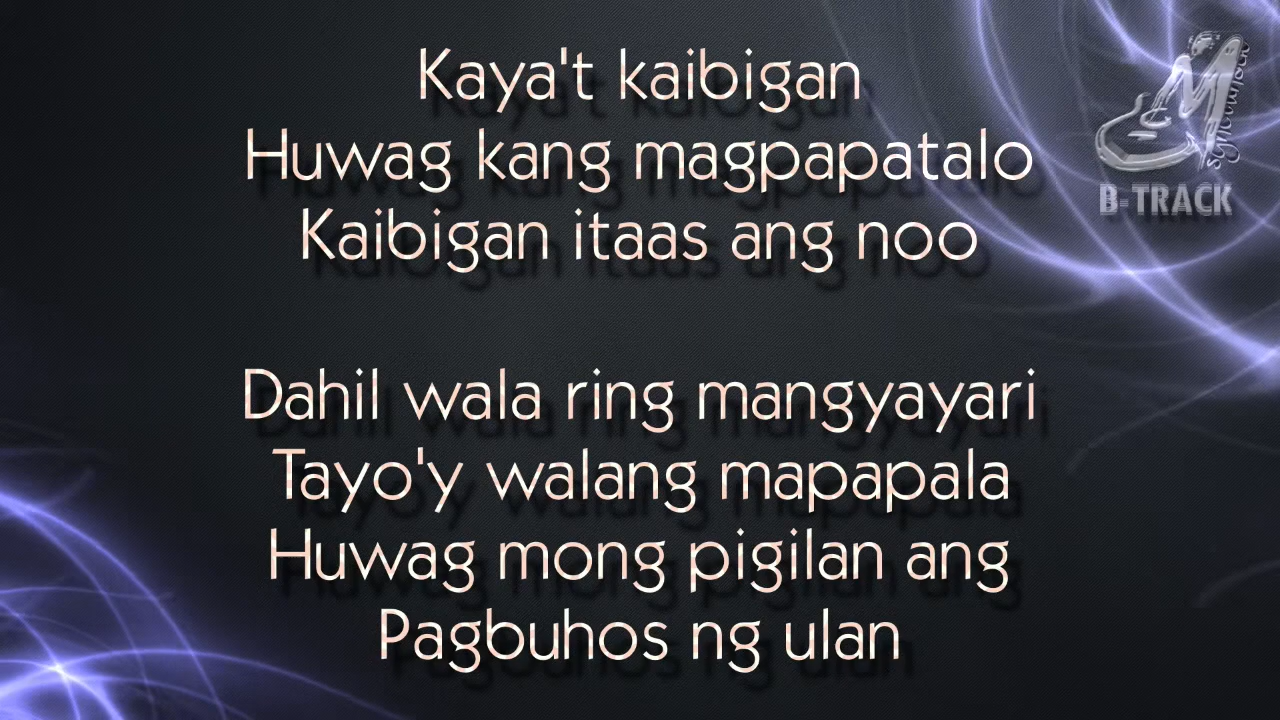 Kaya't kaibigan
Huwag kang magpapatalo
Kaibigan itaas ang noo
Dahil wala ring mangyayari
Tayo'y walang mapapala
Huwag mong pigilan ang
Pagbuhos ng ulan
B-TRACK